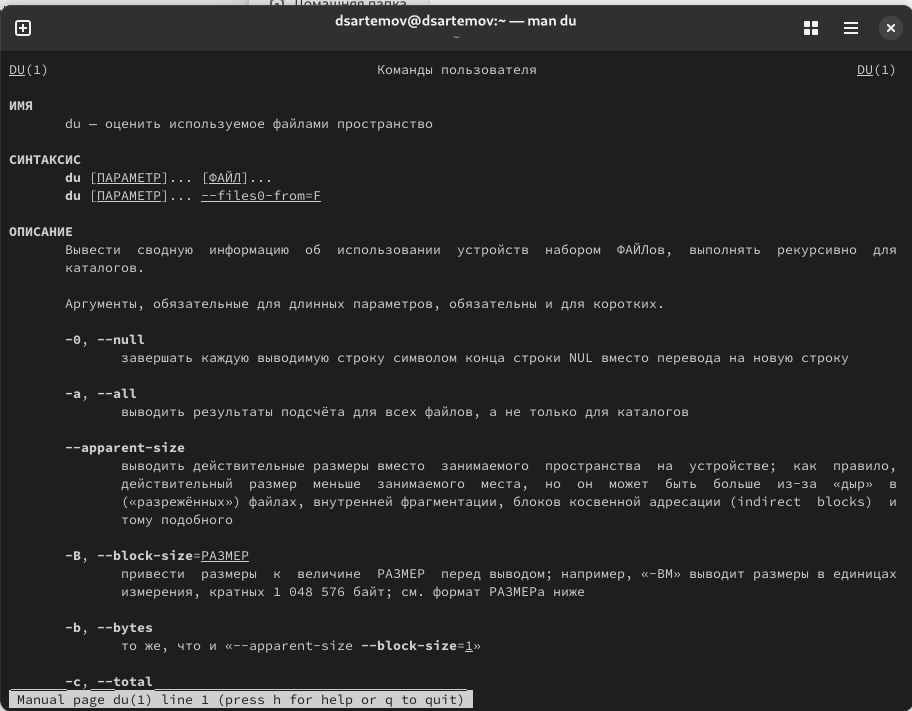 Домашняя папка
dsartemov@dsartemov:~ — man du
~
DU(1) Команды пользователя DU(1)
ИМЯ
du — оценить используемое файлами пространство
СИНТАКСИС
du [ПАРАМЕТР]... [ФАЙЛ]...
du [ПАРАМЕТР]... --files0-from=F
ОПИСАНИЕ
Вывести сводную информацию об использовании устройств набором ФАЙЛов, выполнять рекурсивно для
каталогов.
Аргументы, обязательные для длинных параметров, обязательны и для коротких.
-0, --null
завершать каждую выводимую строку символом конца строки NUL вместо перевода на новую строку
-a, --all
выводить результаты подсчёта для всех файлов, а не только для каталогов
--apparent-size
выводить действительные размеры вместо занимаемого пространства на устройстве; как правило,
действительный размер меньше занимаемого места, но он может быть больше из-за «дыр» в
(«разрежённых») файлах, внутренней фрагментации, блоков косвенной адресации (indirect blocks) и
тому подобного
-B, --block-size=РАЗМЕР
привести размеры к величине РАЗМЕР перед выводом; например, «-BM» выводит размеры в единицах
измерения, кратных 1 048 576 байт; см. формат РАЗМЕРа ниже
-b, --bytes
то же, что и «--apparent-size --block-size=1»
-c, --total
Manual page du(1) line 1 (press h for help or q to quit)